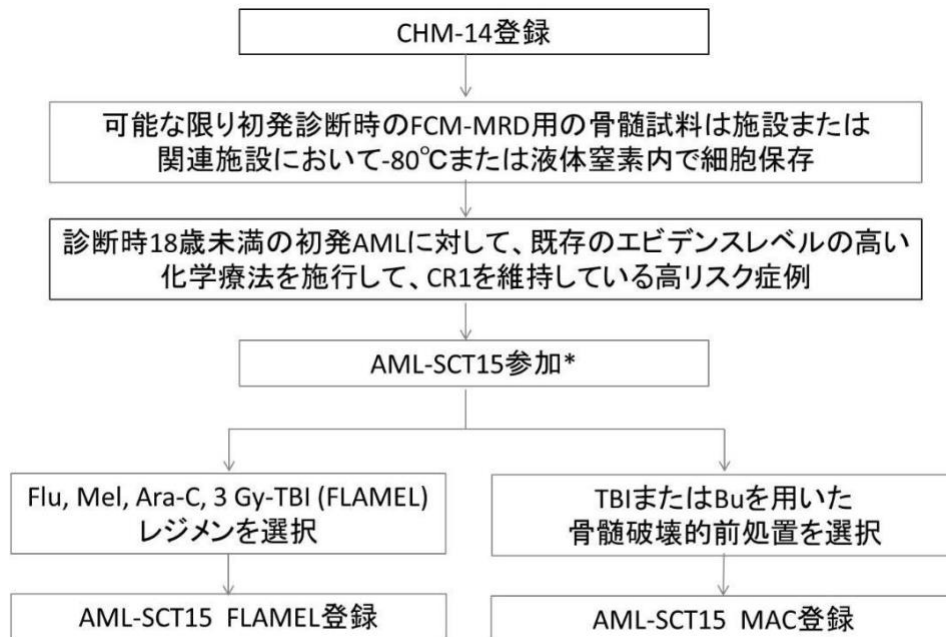 CHM-14登録
可能な限り初発診断時のFCM-MRD用の骨髄試料は施設または
関連施設において-80℃または液体窒素内で細胞保存
診断時18歳未満の初発AMLに対して、既存のエビデンスレベルの高い
化学療法を施行して、CR1を維持している高リスク症例
AML-SCT15参加*
Flu, Mel, Ara-C, 3 Gy-TBI (FLAMEL)
レジメンを選択
TBIまたはBuを用いた
骨髄破壊的前処置を選択
AML-SCT15 FLAMEL登録
AML-SCT15 MAC登録